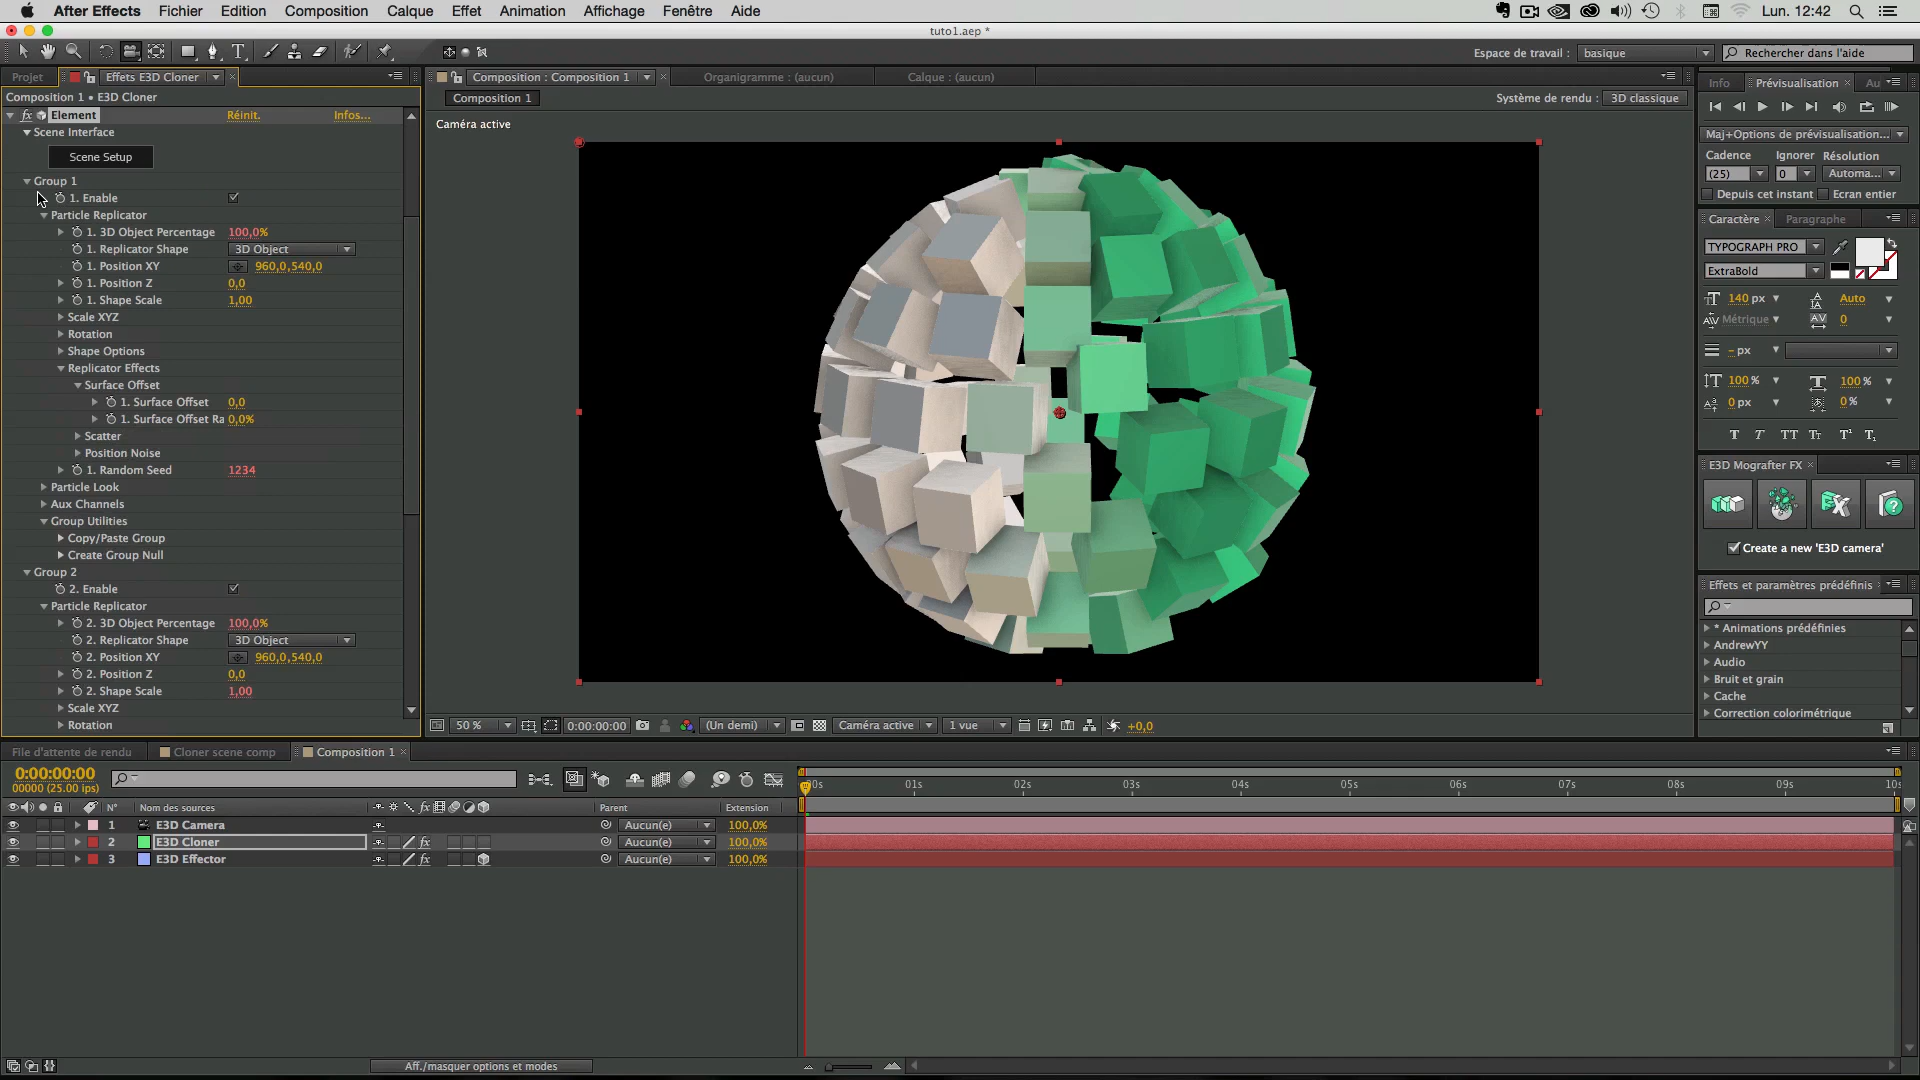 After Effects Fichier Edition Composition Calque Effet Animation Affichage Fenêtre Aide Lun. 12:42
tuto1.aep *
Espace de travail : basique Rechercher dans l'aide
Projet Effets E3D Cloner Composition : Composition 1 Organigramme : (aucun) Calque : (aucun)
Composition 1 • E3D Cloner
Composition 1
Système de rendu : 3D classique
Caméra active
Element Réinit. Infos...
Scene Interface
Scene Setup
Group 1
1. Enable
Particle Replicator
1. 3D Object Percentage 100,0%
1. Replicator Shape 3D Object
1. Position XY 960,0,540,0
1. Position Z 0,0
1. Shape Scale 1,00
Scale XYZ
Rotation
Shape Options
Replicator Effects
Surface Offset
1. Surface Offset 0,0
1. Surface Offset Ra 0,0%
Scatter
Position Noise
1. Random Seed 1234
Particle Look
Aux Channels
Group Utilities
Copy/Paste Group
Create Group Null
Group 2
2. Enable
Particle Replicator
2. 3D Object Percentage 100,0%
2. Replicator Shape 3D Object
2. Position XY 960,0,540,0
2. Position Z 0,0
2. Shape Scale 1,00
Scale XYZ
Rotation
50 % 0:00:00:00 (Un demi) Caméra active 1 vue +0,0
Info Prévisualisation Au
Maj+Options de prévisualisation...
Cadence Ignorer Résolution
(25) 0 Automa...
Depuis cet instant Ecran entier
Caractère Paragraphe
TYPOGRAPH PRO
ExtraBold
140 px Auto
Métrique 0
- px
100 % 100 %
0 px 0 %
T T TT Tt T¹ T₁
E3D Mografter FX
Create a new 'E3D camera'
Effets et paramètres prédéfinis
* Animations prédéfinies
AndrewYY
Audio
Bruit et grain
Cache
Correction colorimétrique
File d'attente de rendu Cloner scene comp Composition 1
0:00:00:00
00000 (25.00 ips)
00s 01s 02s 03s 04s 05s 06s 07s 08s 09s 10s
N° Nom des sources Parent Extension
1 E3D Camera Aucun(e) 100,0%
2 E3D Cloner Aucun(e) 100,0%
3 E3D Effector Aucun(e) 100,0%
Aff./masquer options et modes